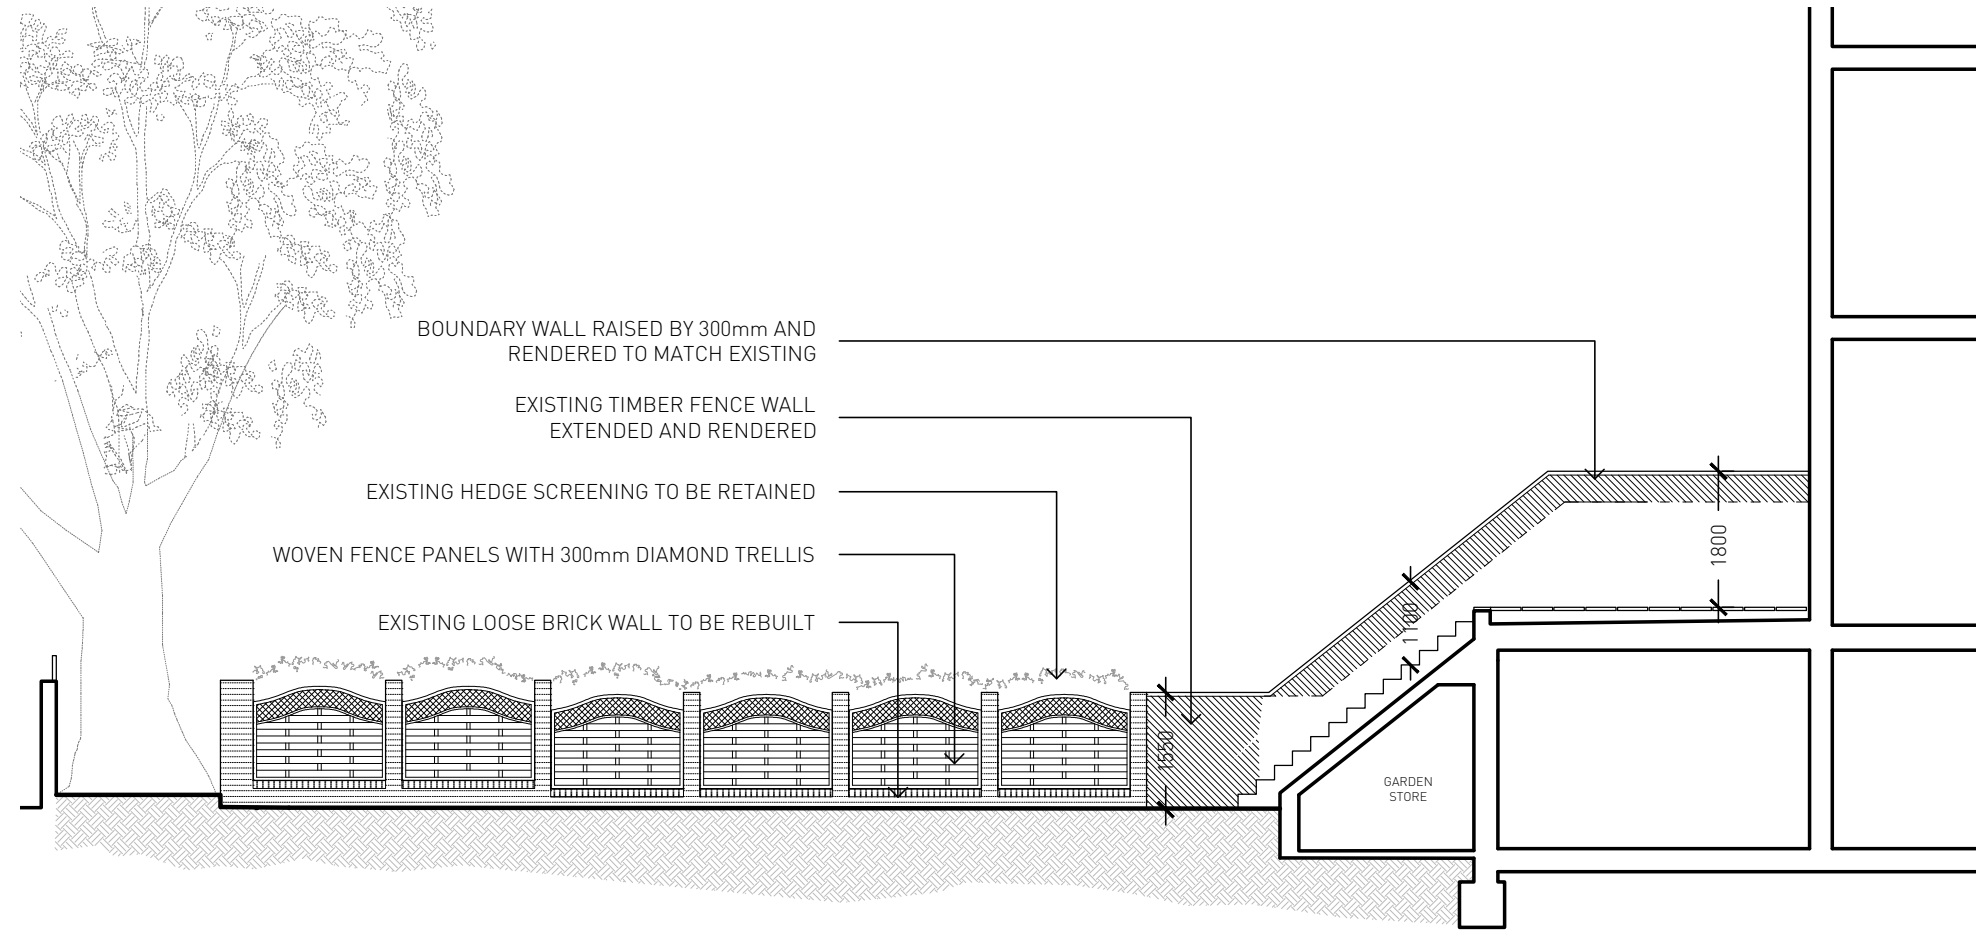 BOUNDARY WALL RAISED BY 300mm AND
RENDERED TO MATCH EXISTING
EXISTING TIMBER FENCE WALL
EXTENDED AND RENDERED
EXISTING HEDGE SCREENING TO BE RETAINED
WOVEN FENCE PANELS WITH 300mm DIAMOND TRELLIS
EXISTING LOOSE BRICK WALL TO BE REBUILT
1800
1100
1550
GARDEN
STORE